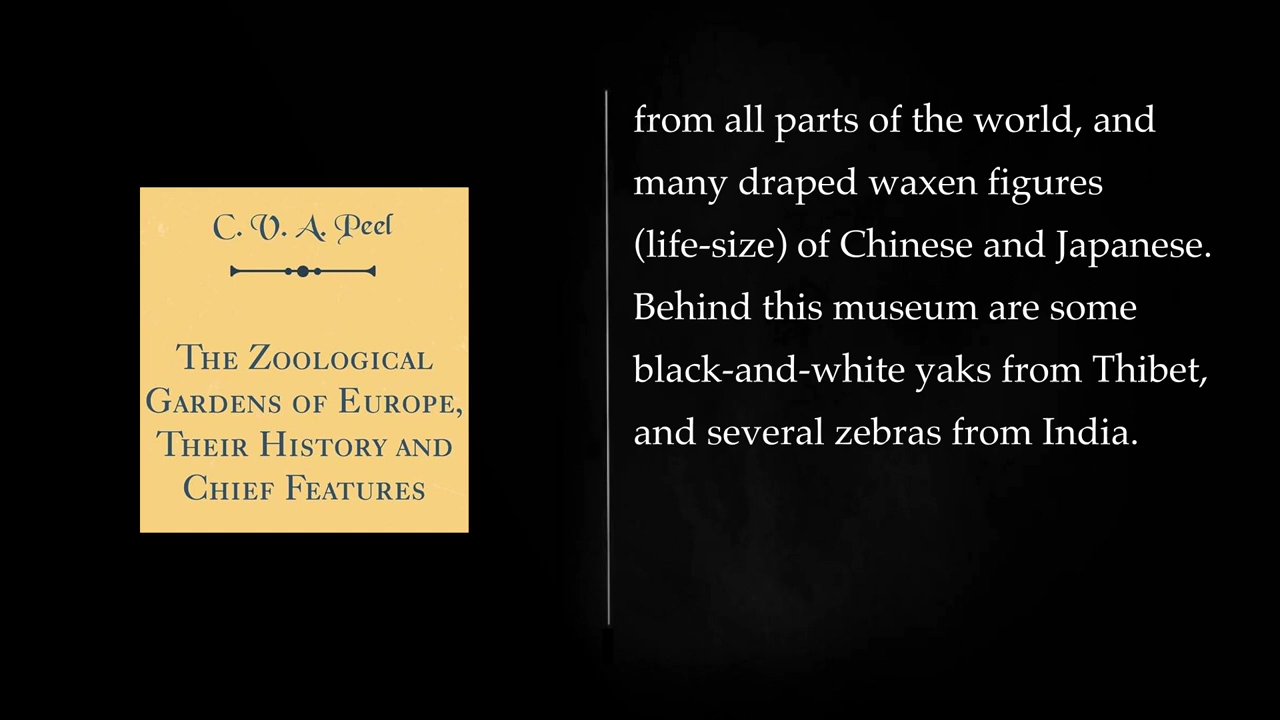 C. V. A. Peel
The Zoological
Gardens of Europe,
Their History and
Chief Features
from all parts of the world, and
many draped waxen figures
(life-size) of Chinese and Japanese.
Behind this museum are some
black-and-white yaks from Thibet,
and several zebras from India.